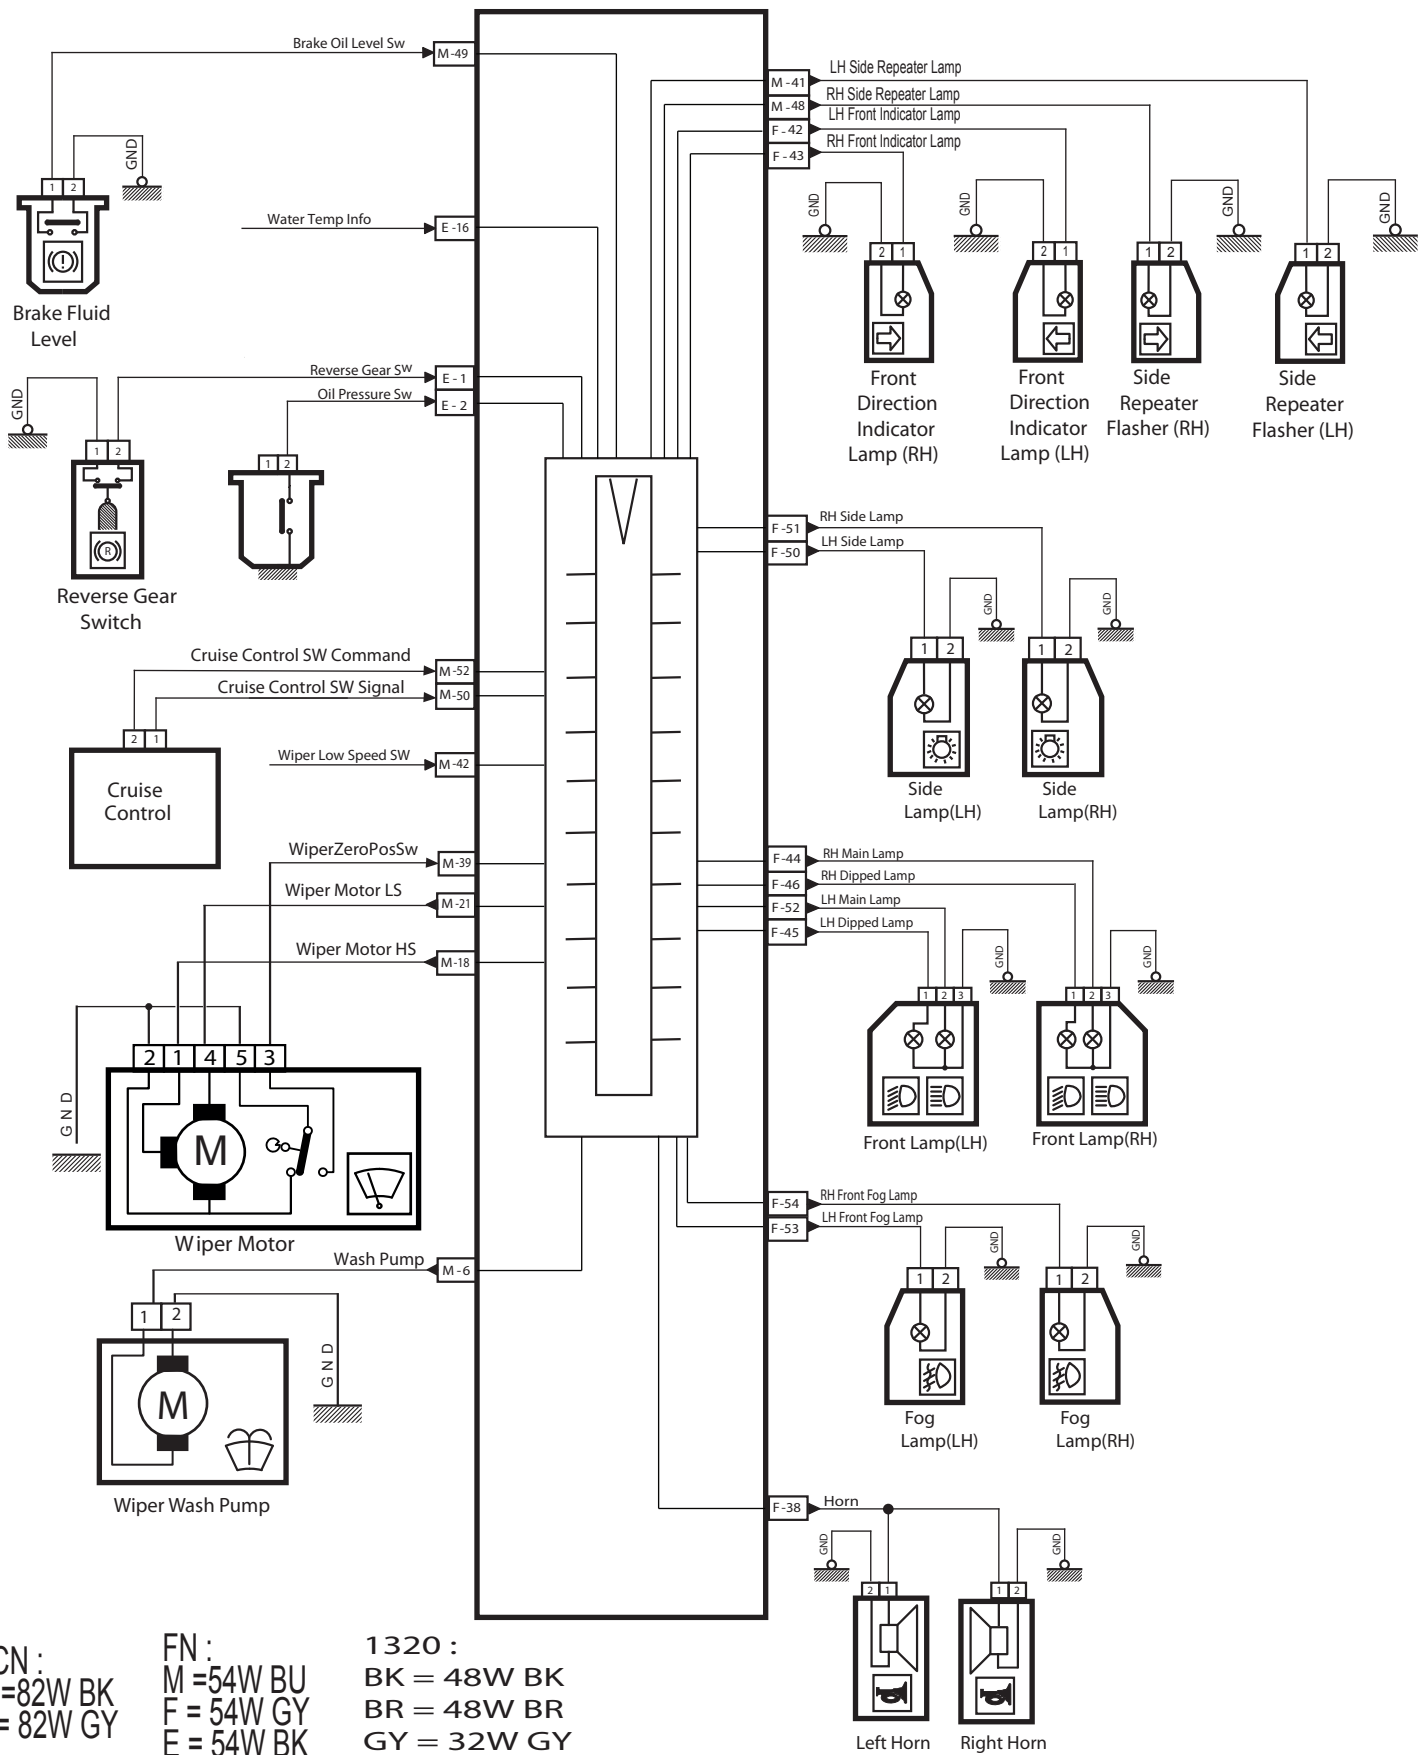 Brake Oil Level Sw
M-49
GND
1 2
Brake Fluid
Level
Water Temp Info
E-16
Reverse Gear Sw
E-1
Oil Pressure Sw
E-2
GND
1 2
R
Reverse Gear
Switch
1 2
Cruise Control SW Command
M-52
Cruise Control SW Signal
M-50
2 1
Cruise
Control
Wiper Low Speed SW
M-42
WiperZeroPosSw
M-39
Wiper Motor LS
M-21
Wiper Motor HS
M-18
GND
2 1 4 5 3
M
Wiper Motor
Wash Pump
M-6
1 2
GND
M
Wiper Wash Pump
M-41
LH Side Repeater Lamp
M-48
RH Side Repeater Lamp
F-42
LH Front Indicator Lamp
F-43
RH Front Indicator Lamp
GND
GND
GND
GND
2 1
2 1
1 2
1 2
Front
Direction
Indicator
Lamp (RH)
Front
Direction
Indicator
Lamp (LH)
Side
Repeater
Flasher (RH)
Side
Repeater
Flasher (LH)
F-51
RH Side Lamp
F-50
LH Side Lamp
GND
GND
1 2
1 2
Side
Lamp(LH)
Side
Lamp(RH)
F-44
RH Main Lamp
F-46
RH Dipped Lamp
F-52
LH Main Lamp
F-45
LH Dipped Lamp
GND
GND
1 2 3
1 2 3
Front Lamp(LH)
Front Lamp(RH)
F-54
RH Front Fog Lamp
F-53
LH Front Fog Lamp
GND
GND
1 2
1 2
Fog
Lamp(LH)
Fog
Lamp(RH)
F-38
Horn
GND
GND
2 1
1 2
Left Horn
Right Horn
CN :
=82W BK
= 82W GY
FN :
M =54W BU
F = 54W GY
E = 54W BK
1320 :
BK = 48W BK
BR = 48W BR
GY = 32W GY